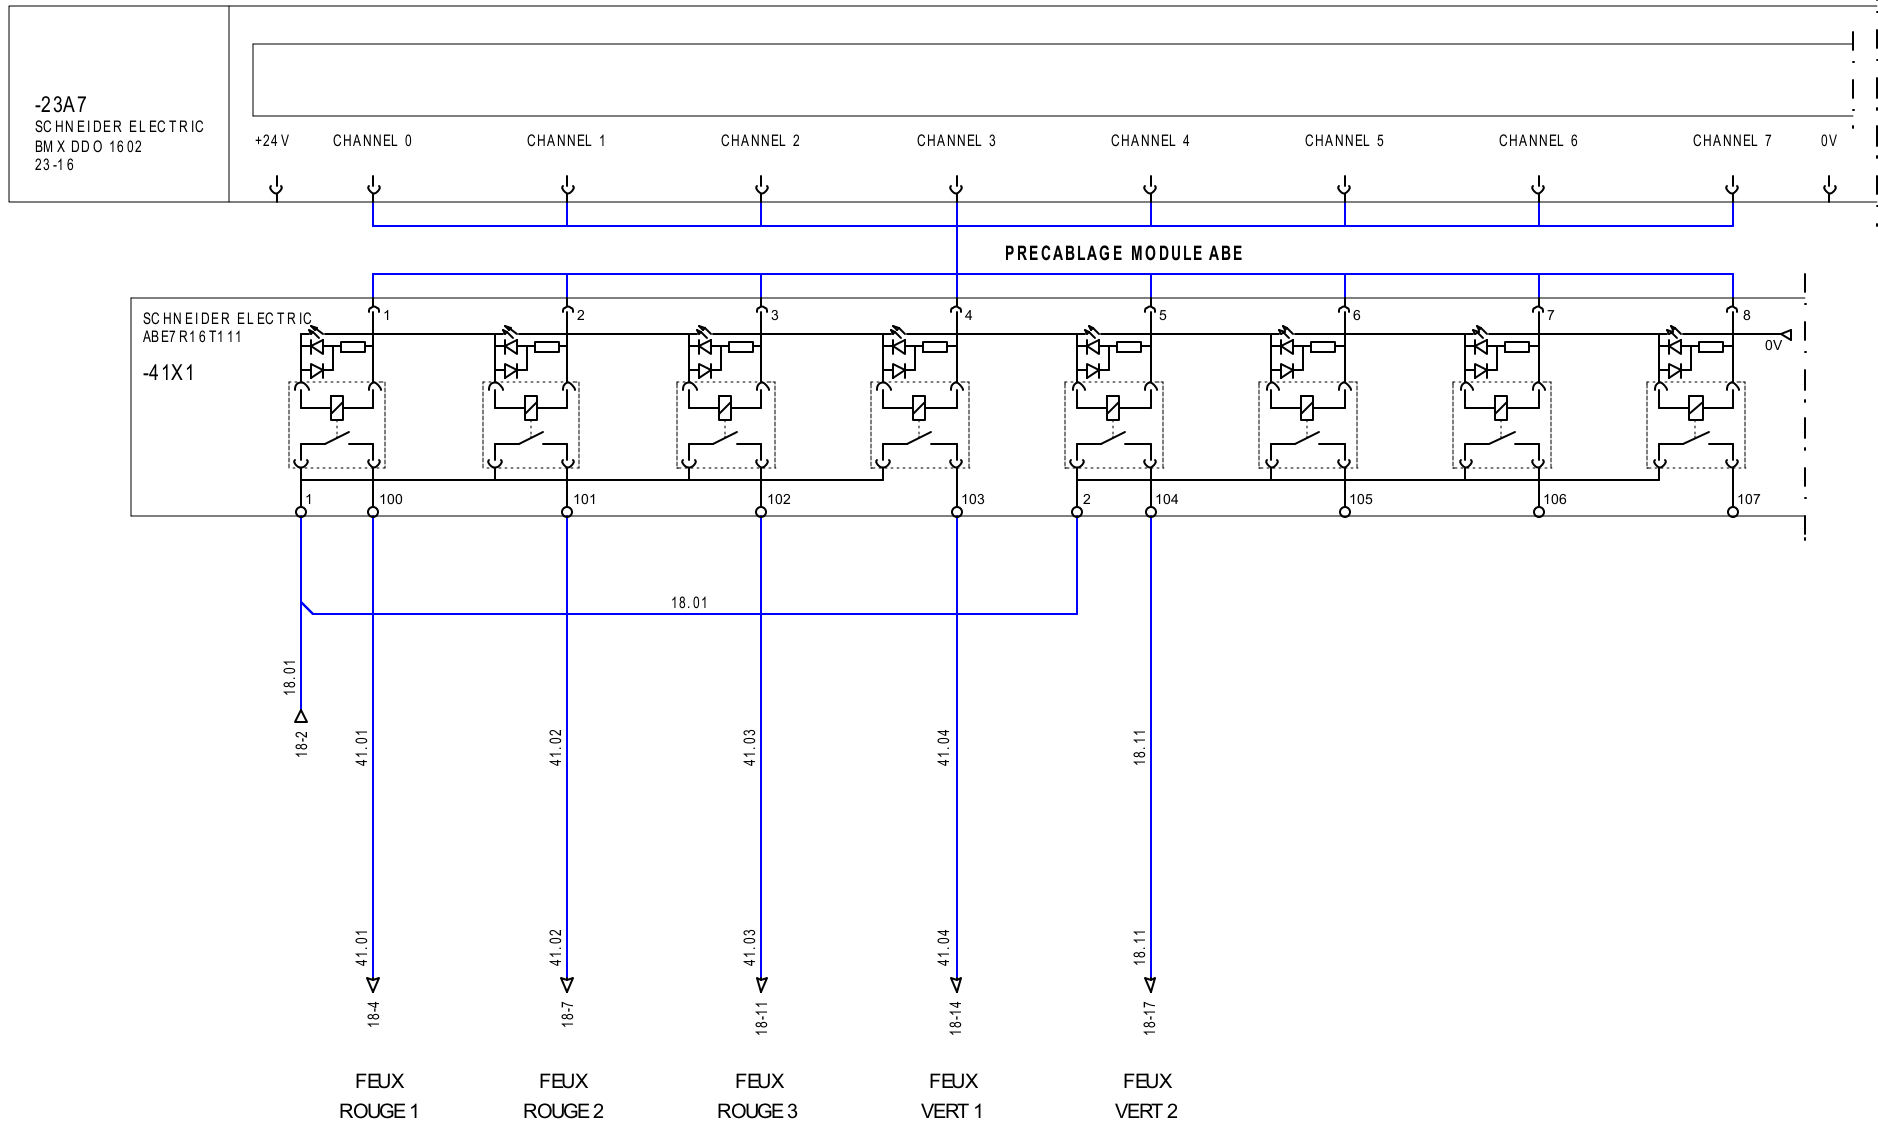 -23A7
SCHNEIDER ELECTRIC
BMX DDO 1602
23-16
+24V CHANNEL 0 CHANNEL 1 CHANNEL 2 CHANNEL 3 CHANNEL 4 CHANNEL 5 CHANNEL 6 CHANNEL 7 0V
PRECABLAGE MODULE ABE
SCHNEIDER ELECTRIC
ABE7R16T111
-41X1
1 2 3 4 5 6 7 8
0V
1 100 101 102 103 2 104 105 106 107
18.01
18.01
18-2
41.01 41.02 41.03 41.04 18.11
41.01 41.02 41.03 41.04 18.11
18-4 18-7 18-11 18-14 18-17
FEUX FEUX FEUX FEUX FEUX
ROUGE 1 ROUGE 2 ROUGE 3 VERT 1 VERT 2